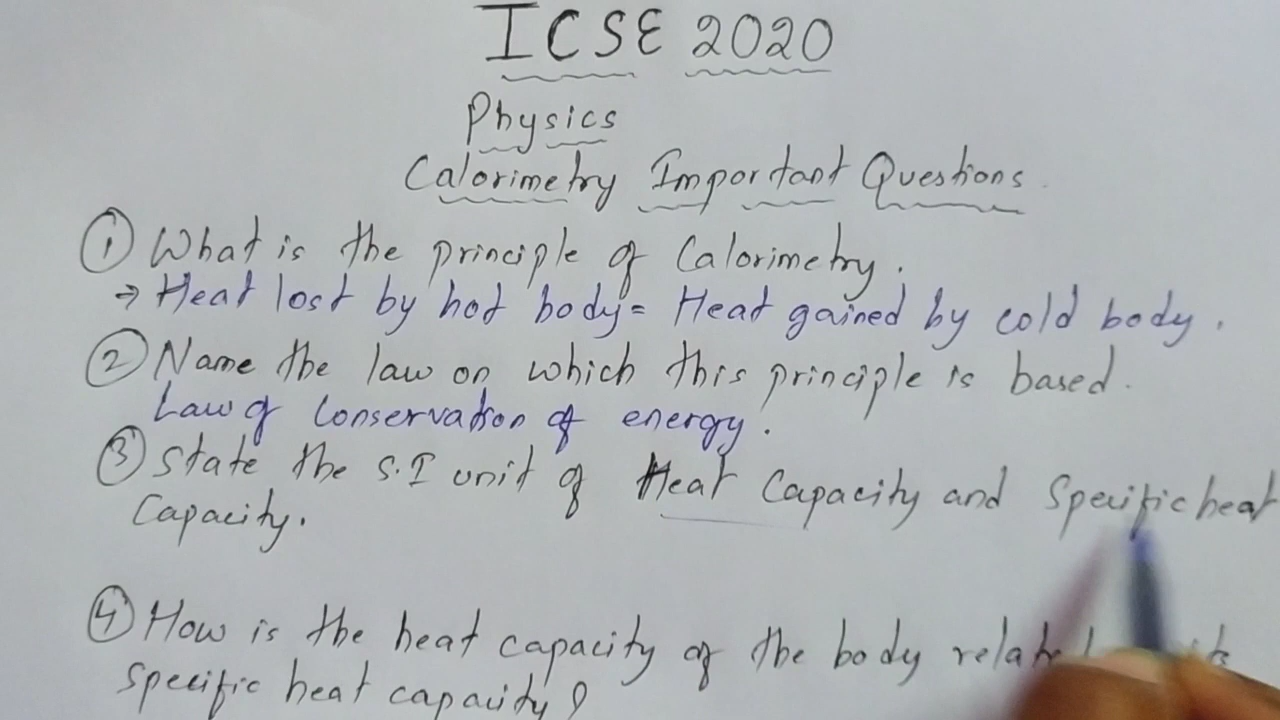 ICSE 2020
Physics
Calorimetry Important Questions.
① What is the principle of Calorimetry.
→ Heat lost by hot body = Heat gained by cold body.
② Name the law on which this principle is based.
Law of Conservation of energy.
③ State the S.I unit of Heat Capacity and Specific heat
Capacity.
④ How is the heat capacity of the body
specific heat capacity?